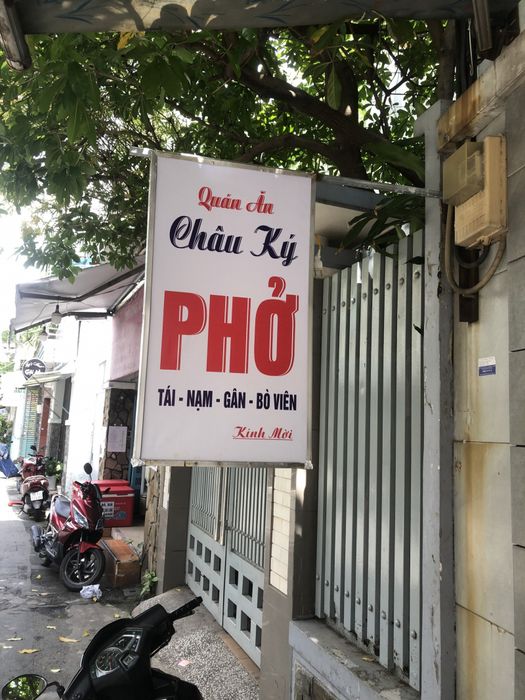 Quán Ăn
Châu Ký
PHỞ
TÁI - NẠM - GÂN - BÒ VIÊN
Kính Mời